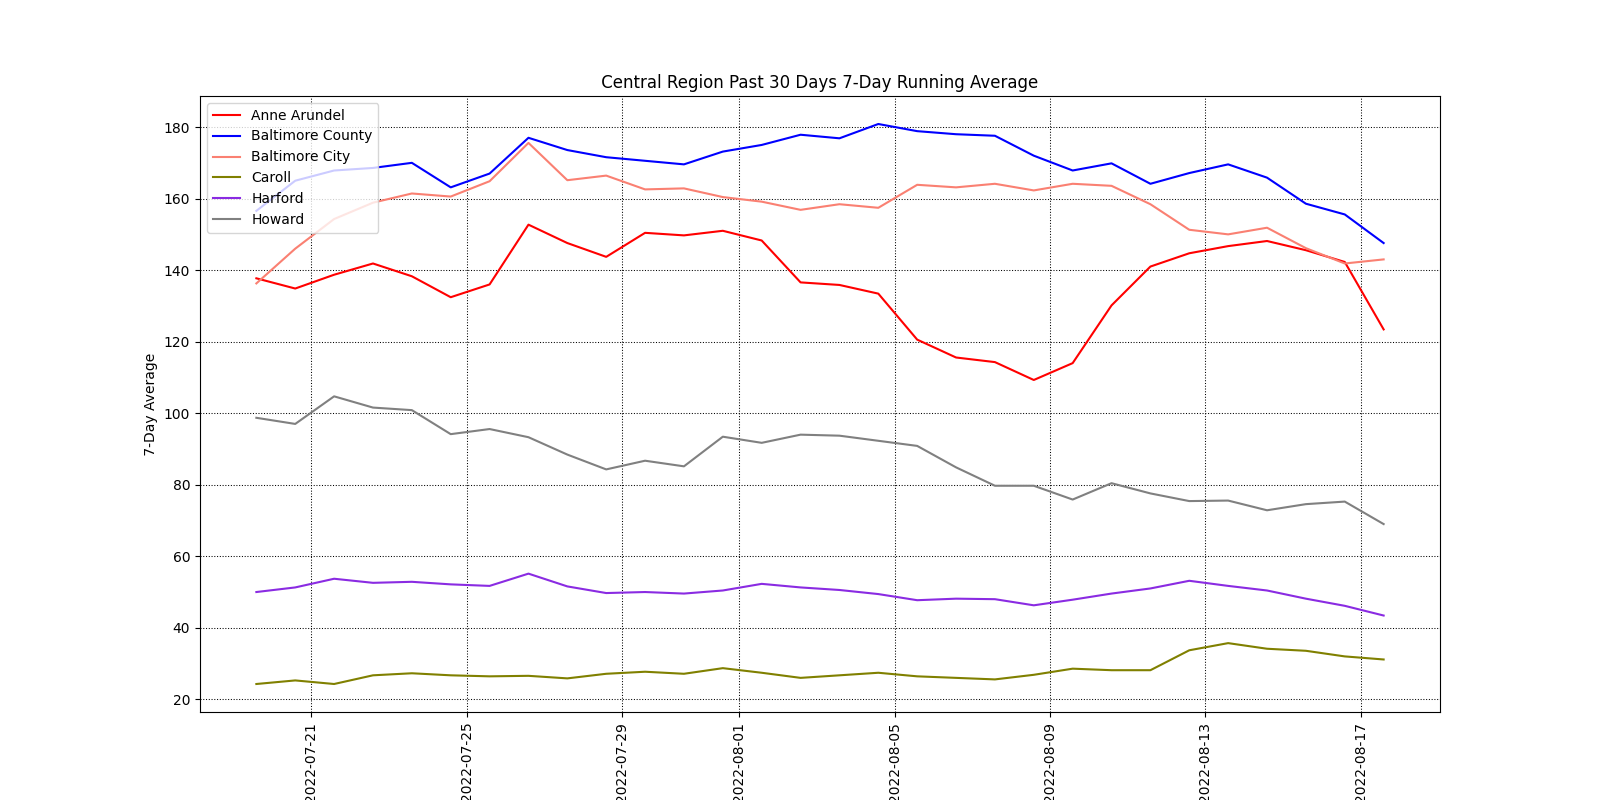 Central Region Past 30 Days 7-Day Running Average
Anne Arundel
Baltimore County
Baltimore City
Caroll
Harford
Howard
7-Day Average
180
160
140
120
100
80
60
40
20
2022-07-21
2022-07-25
2022-07-29
2022-08-01
2022-08-05
2022-08-09
2022-08-13
2022-08-17